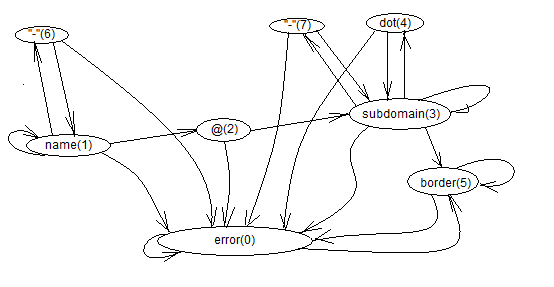 "-"(6)
"-"(7)
dot(4)
name(1)
@(2)
subdomain(3)
border(5)
error(0)